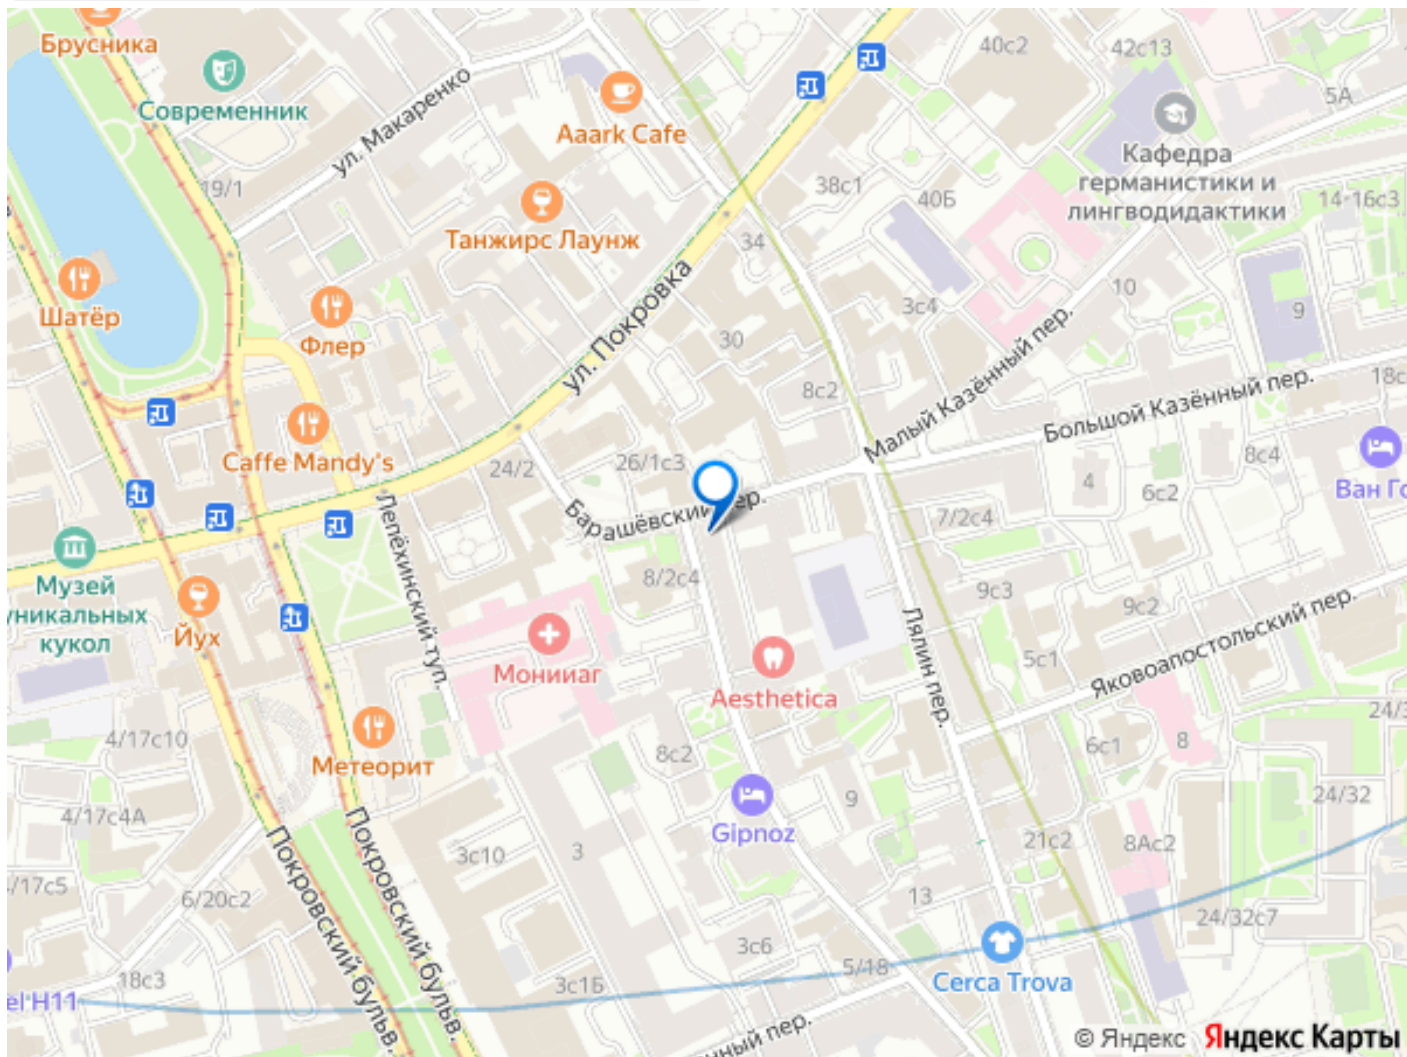 Брусника
Современник
ул. Макаренко
Aaark Cafe
40с2
42с13
5А
Кафедра
германистики и
лингводидактики
14-16с3
19/1
38с1
40Б
Танжирс Лаунж
34
Шатёр
Флер
ул. Покровка
30
3с4
10
9
Малый Казённый пер.
8с2
Большой Казённый пер.
18с
Caffe Mandy's
24/2
26/1с3
8с4
4
6с2
Ван Го
Барашёвский пер.
7/2с4
Лепёхинский туп.
Музей
уникальных
кукол
Йух
8/2с4
9с3
9с2
Лялин пер.
Яковоапостольский пер.
Монииаг
Aesthetica
5с1
4/17с10
Метеорит
8с2
6с1
8
24/3
4/17с4А
Покровский бульв.
Покровский бульв.
Gipnoz
9
24/32
3с10
3
21с2
8Ас2
/17с5
6/20с2
13
24/32с7
3с6
5/18
18с3
3с1Б
Cerca Trova
el H11
нный пер.
© Яндекс Яндекс Карты